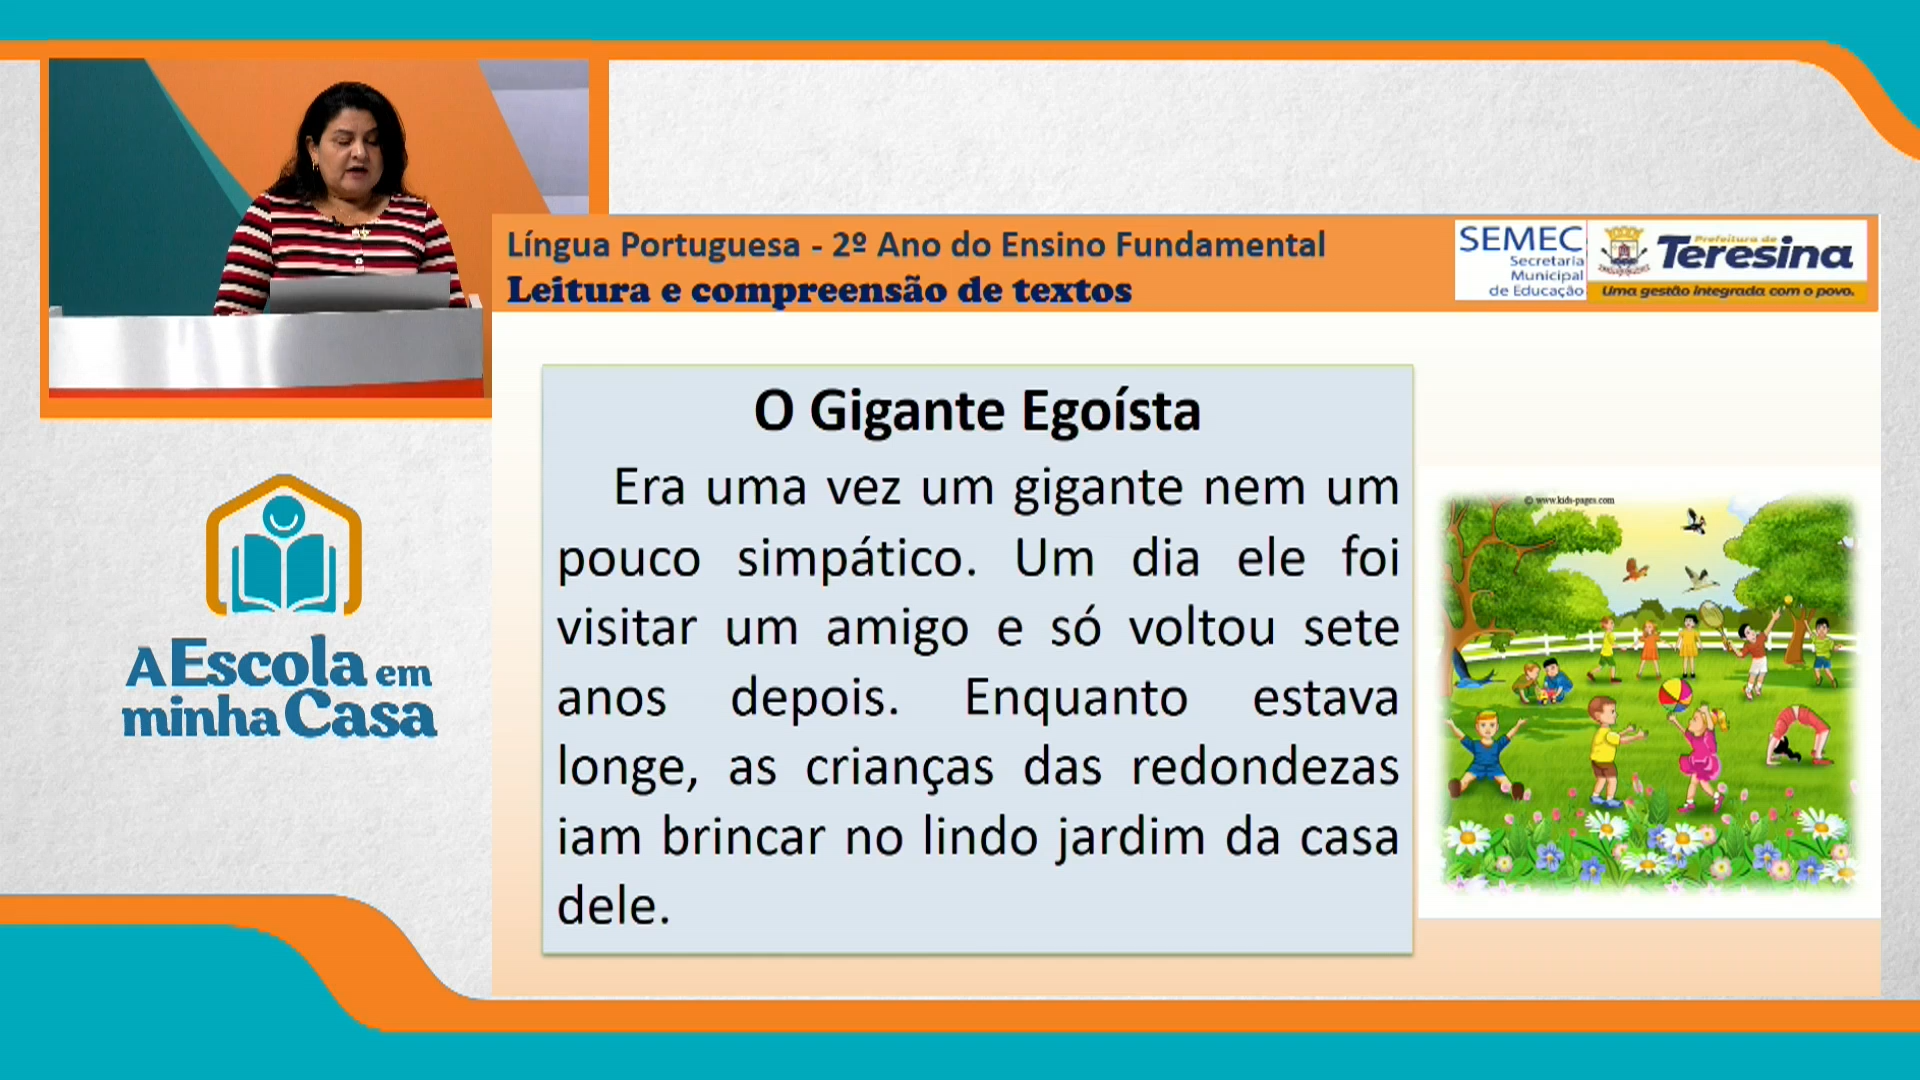 Língua Portuguesa - 2º Ano do Ensino Fundamental
Leitura e compreensão de textos
SEMEC
Secretaria
Municipal
de Educação
Prefeitura de
Teresina
Uma gestão integrada com o povo.
O Gigante Egoísta
Era uma vez um gigante nem um
pouco simpático. Um dia ele foi
visitar um amigo e só voltou sete
anos depois. Enquanto estava
longe, as crianças das redondezas
iam brincar no lindo jardim da casa
dele.
© www.kids-pages.com
A Escola em
minha Casa